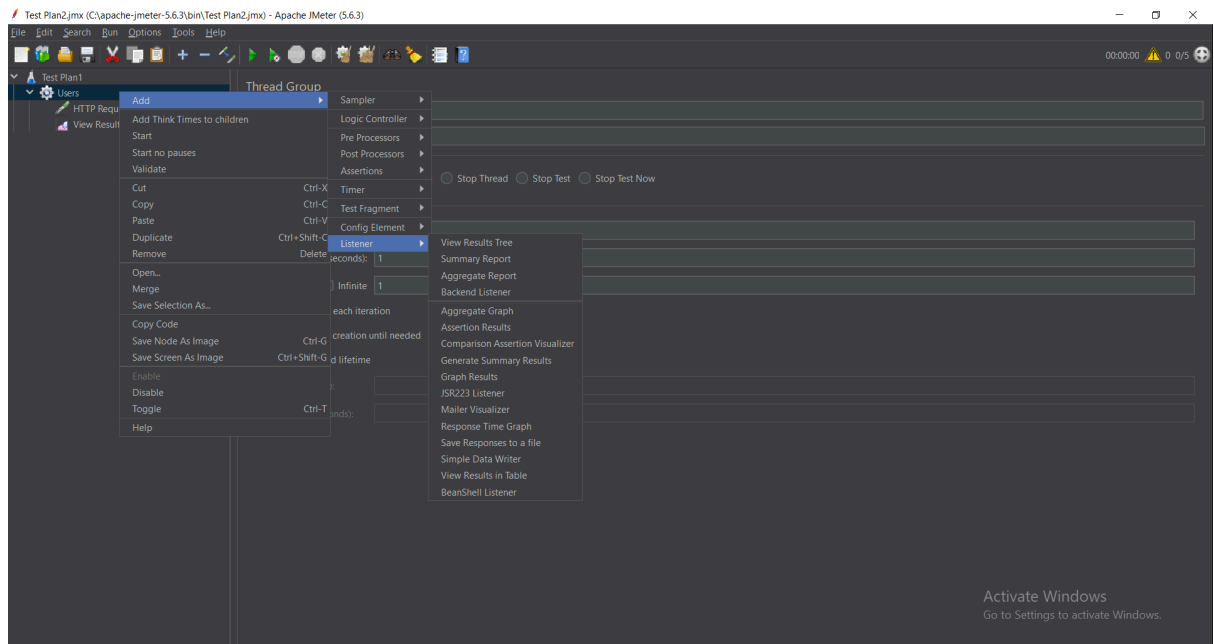 Test Plan2.jmx (C:\apache-jmeter-5.6.3\bin\Test Plan2.jmx) - Apache JMeter (5.6.3)
File Edit Search Run Options Tools Help
00:00:00 0 0/5
Test Plan1
Users
HTTP Requ
View Result
Thread Group
Add
Add Think Times to children
Start
Start no pauses
Validate
Cut Ctrl-X
Copy Ctrl-C
Paste Ctrl-V
Duplicate Ctrl+Shift-C
Remove Delete
Open...
Merge
Save Selection As...
Copy Code
Save Node As Image Ctrl-G
Save Screen As Image Ctrl+Shift-G
Enable
Disable
Toggle Ctrl-T
Help
Sampler
Logic Controller
Pre Processors
Post Processors
Assertions
Timer
Test Fragment
Config Element
Listener
View Results Tree
Summary Report
Aggregate Report
Backend Listener
Aggregate Graph
Assertion Results
Comparison Assertion Visualizer
Generate Summary Results
Graph Results
JSR223 Listener
Mailer Visualizer
Response Time Graph
Save Responses to a file
Simple Data Writer
View Results in Table
BeanShell Listener
Stop Thread Stop Test Stop Test Now
seconds): 1
Infinite 1
each iteration
creation until needed
d lifetime
nds):
Activate Windows
Go to Settings to activate Windows.